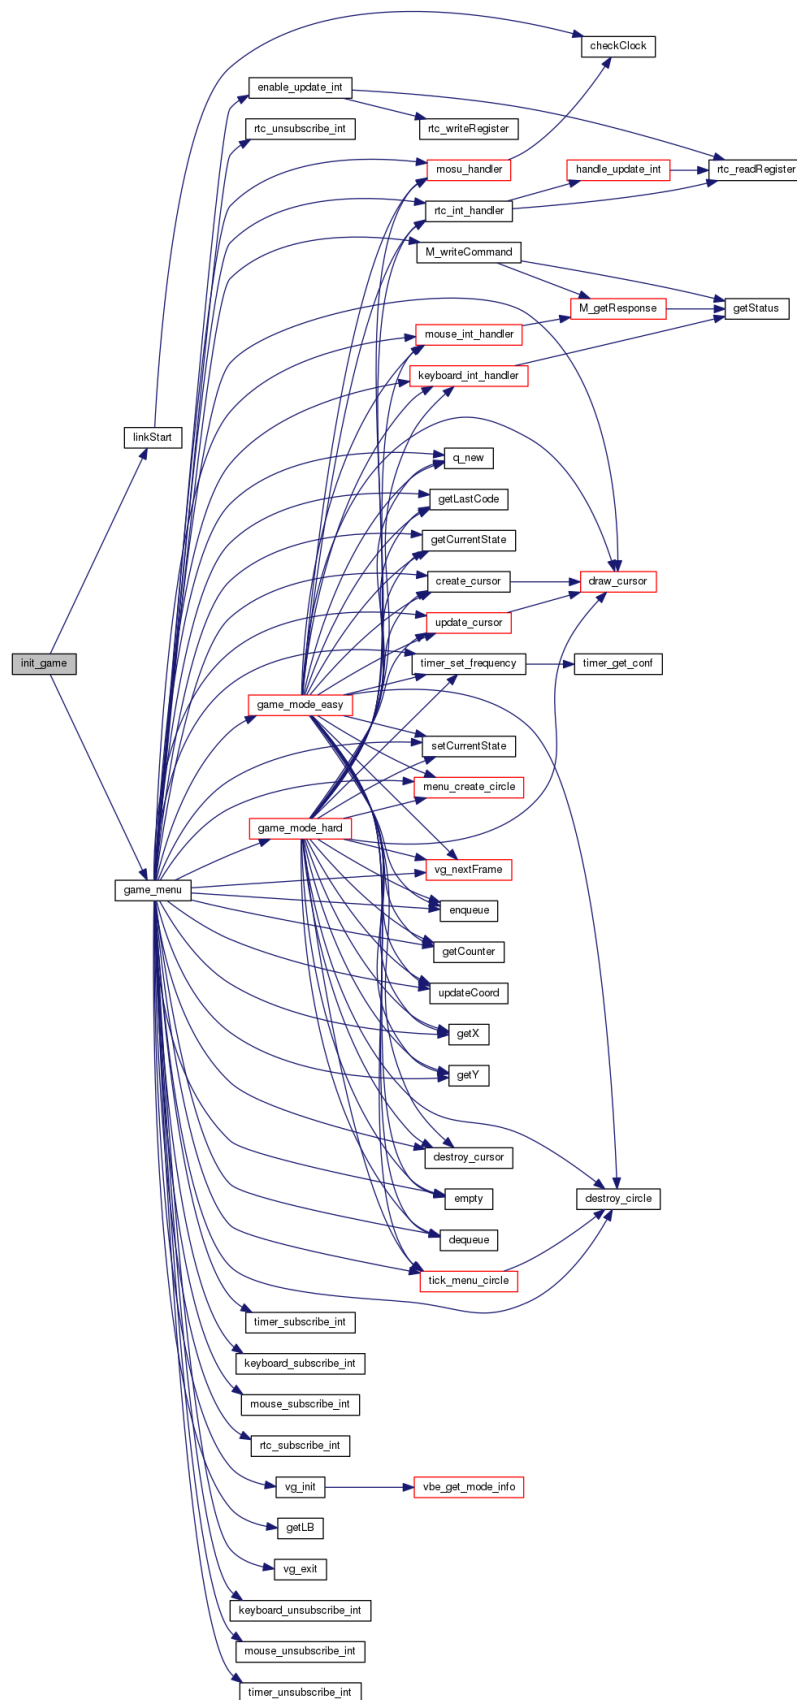 checkClock
enable_update_int
rtc_unsubscribe_int
rtc_writeRegister
mosu_handler
handle_update_int
rtc_readRegister
rtc_int_handler
M_writeCommand
M_getResponse
getStatus
mouse_int_handler
keyboard_int_handler
linkStart
q_new
getLastCode
getCurrentState
create_cursor
draw_cursor
update_cursor
init_game
timer_set_frequency
timer_get_conf
game_mode_easy
setCurrentState
menu_create_circle
game_mode_hard
vg_nextFrame
game_menu
enqueue
getCounter
updateCoord
getX
getY
destroy_cursor
empty
destroy_circle
dequeue
tick_menu_circle
timer_subscribe_int
keyboard_subscribe_int
mouse_subscribe_int
rtc_subscribe_int
vg_init
vbe_get_mode_info
getLB
vg_exit
keyboard_unsubscribe_int
mouse_unsubscribe_int
timer_unsubscribe_int